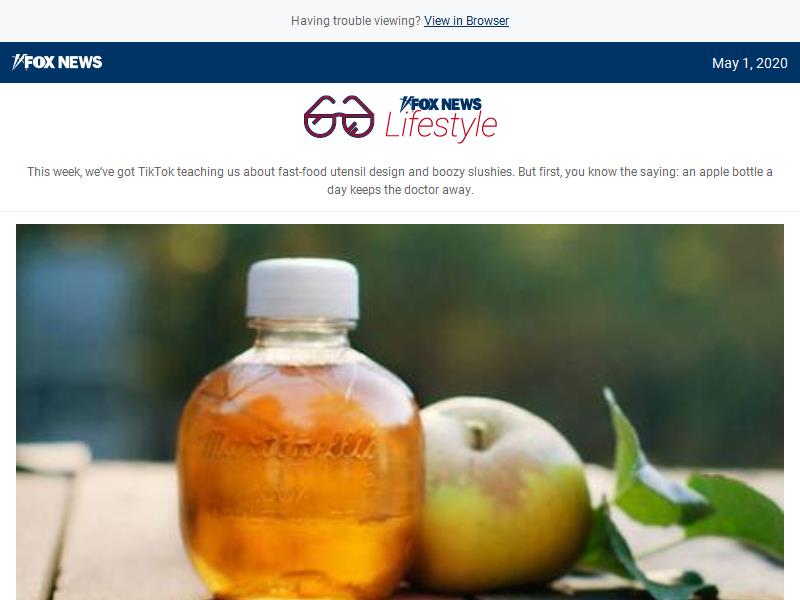 Having trouble viewing? View in Browser
FOX NEWS
May 1, 2020
FOX NEWS
Lifestyle
This week, we've got TikTok teaching us about fast-food utensil design and boozy slushies. But first, you know the saying: an apple bottle a
day keeps the doctor away.
Martinelli's